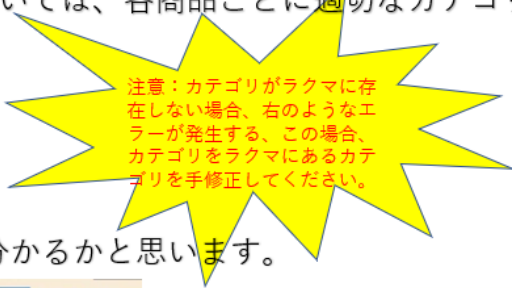 いては、各商品ごとに適切なカテゴリ
注意：カテゴリがラクマに存
在しない場合、右のようなエ
ラーが発生する、この場合、
カテゴリをラクマにあるカテ
ゴリを手修正してください。
分かるかと思います。